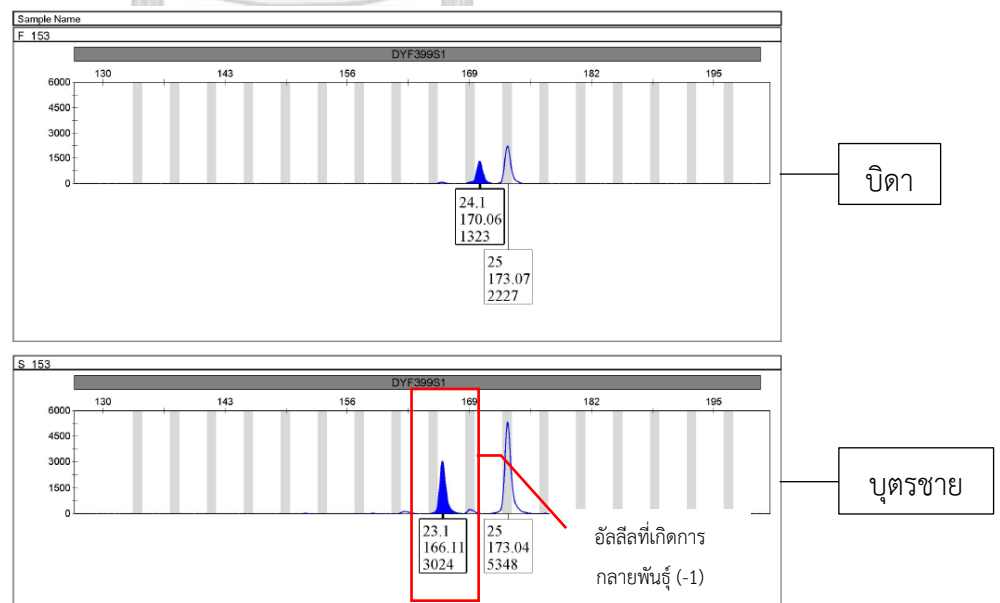 Sample Name
F 153
DYF399S1
130 143 156 169 182 195
6000
4500
3000
1500
0
24.1
170.06
1323
25
173.07
2227
บิดา
S 153
DYF399S1
130 143 156 169 182 195
6000
4500
3000
1500
0
23.1
166.11
3024
25
173.04
5348
อัลลีลที่เกิดการ
กลายพันธุ์ (-1)
บุตรชาย